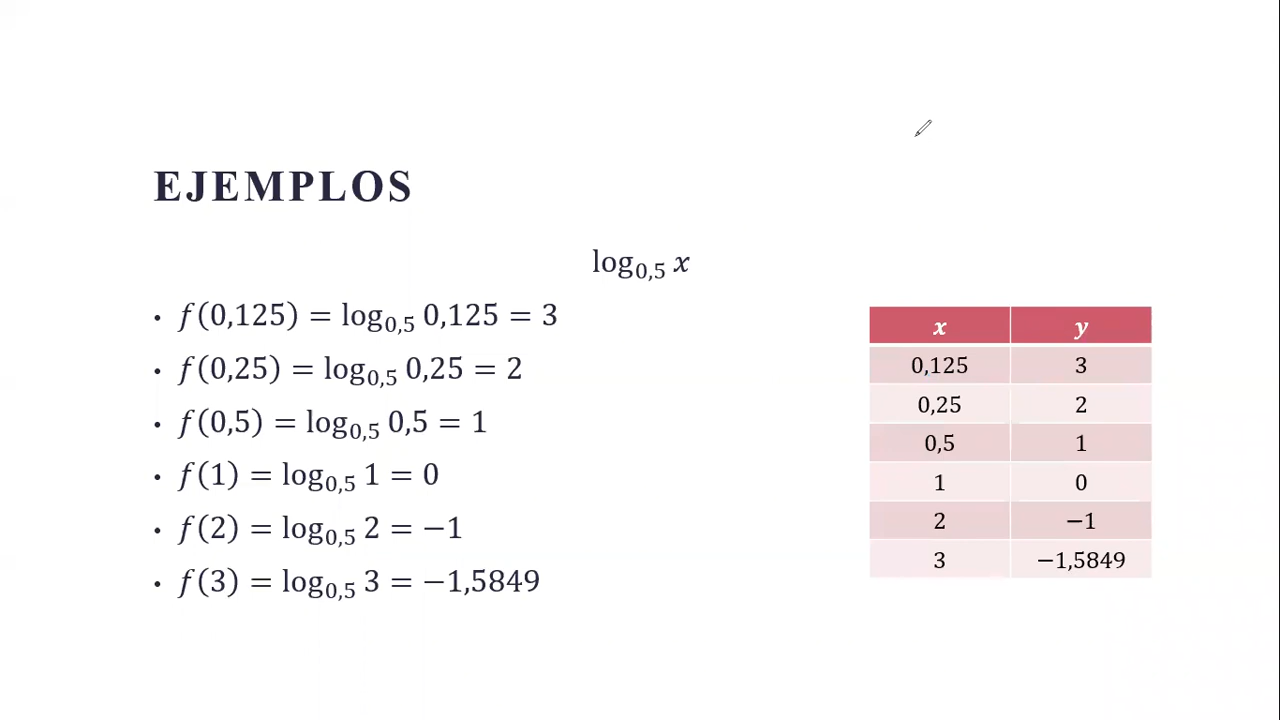 EJEMPLOS
log₀,₅ x
• f(0,125) = log₀,₅ 0,125 = 3
• f(0,25) = log₀,₅ 0,25 = 2
• f(0,5) = log₀,₅ 0,5 = 1
• f(1) = log₀,₅ 1 = 0
• f(2) = log₀,₅ 2 = −1
• f(3) = log₀,₅ 3 = −1,5849
x y
0,125 3
0,25 2
0,5 1
1 0
2 −1
3 −1,5849